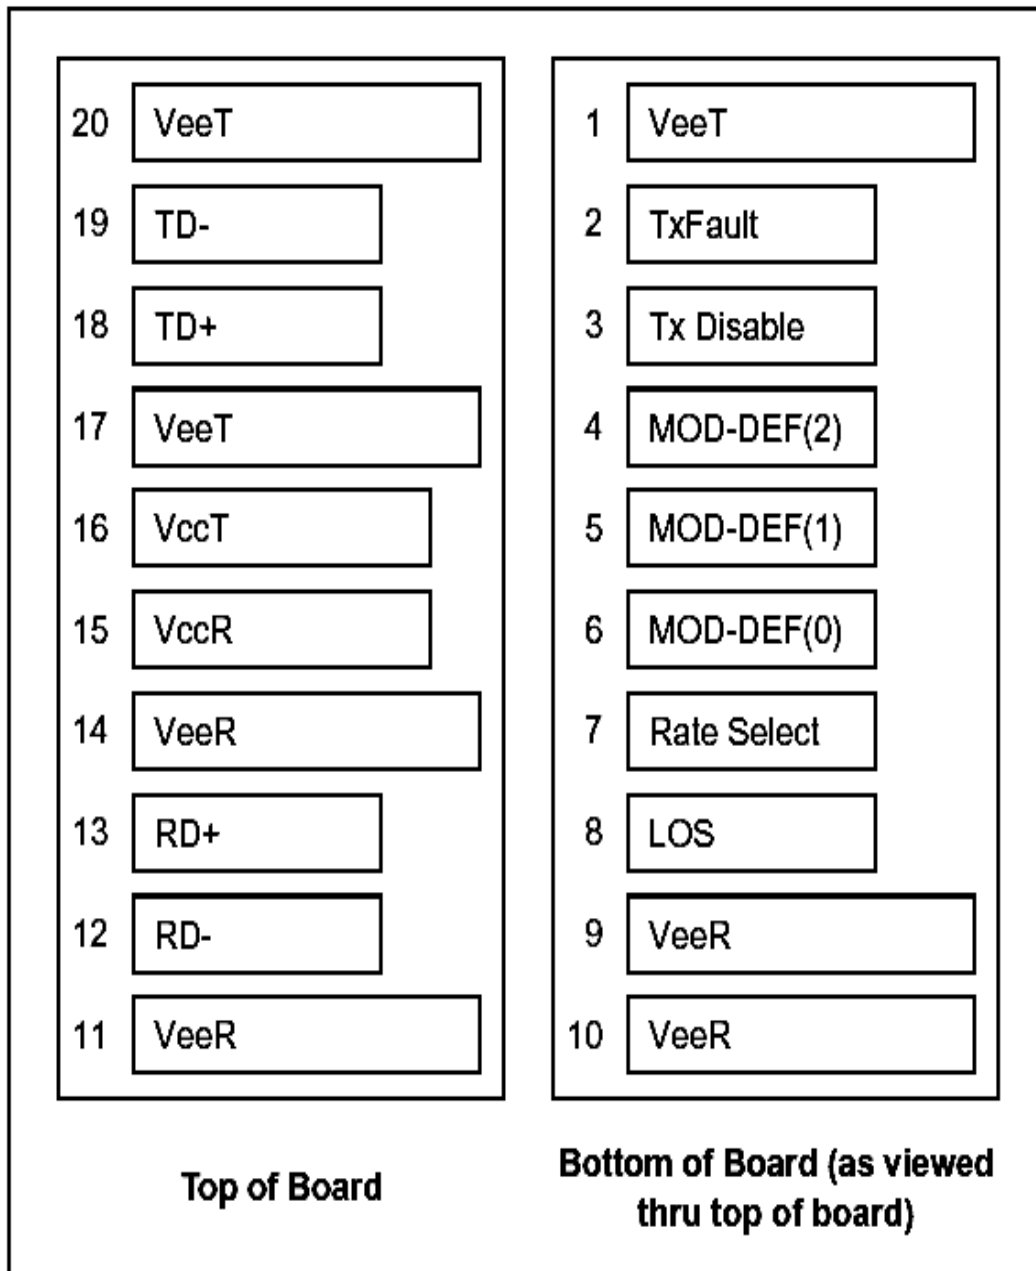 20 VeeT
19 TD-
18 TD+
17 VeeT
16 VccT
15 VccR
14 VeeR
13 RD+
12 RD-
11 VeeR
Top of Board
1 VeeT
2 TxFault
3 Tx Disable
4 MOD-DEF(2)
5 MOD-DEF(1)
6 MOD-DEF(0)
7 Rate Select
8 LOS
9 VeeR
10 VeeR
Bottom of Board (as viewed
thru top of board)